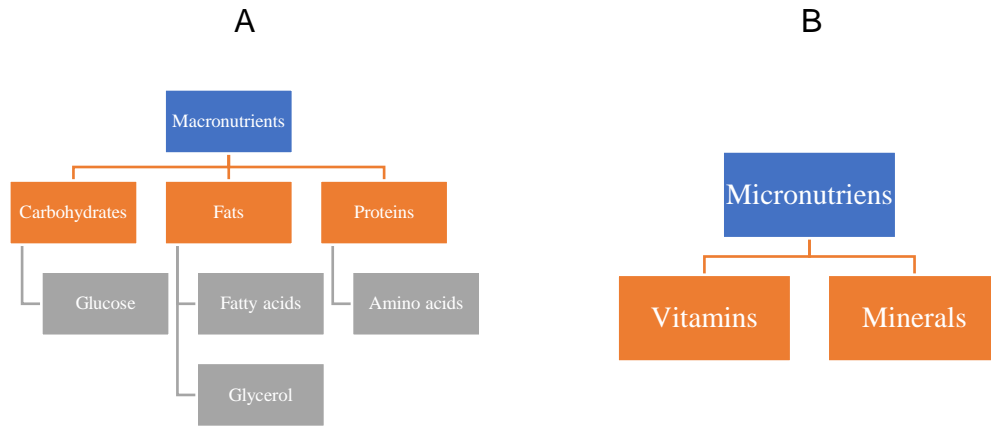 A
B
Macronutrients
Carbohydrates
Fats
Proteins
Glucose
Fatty acids
Amino acids
Glycerol
Micronutriens
Vitamins
Minerals